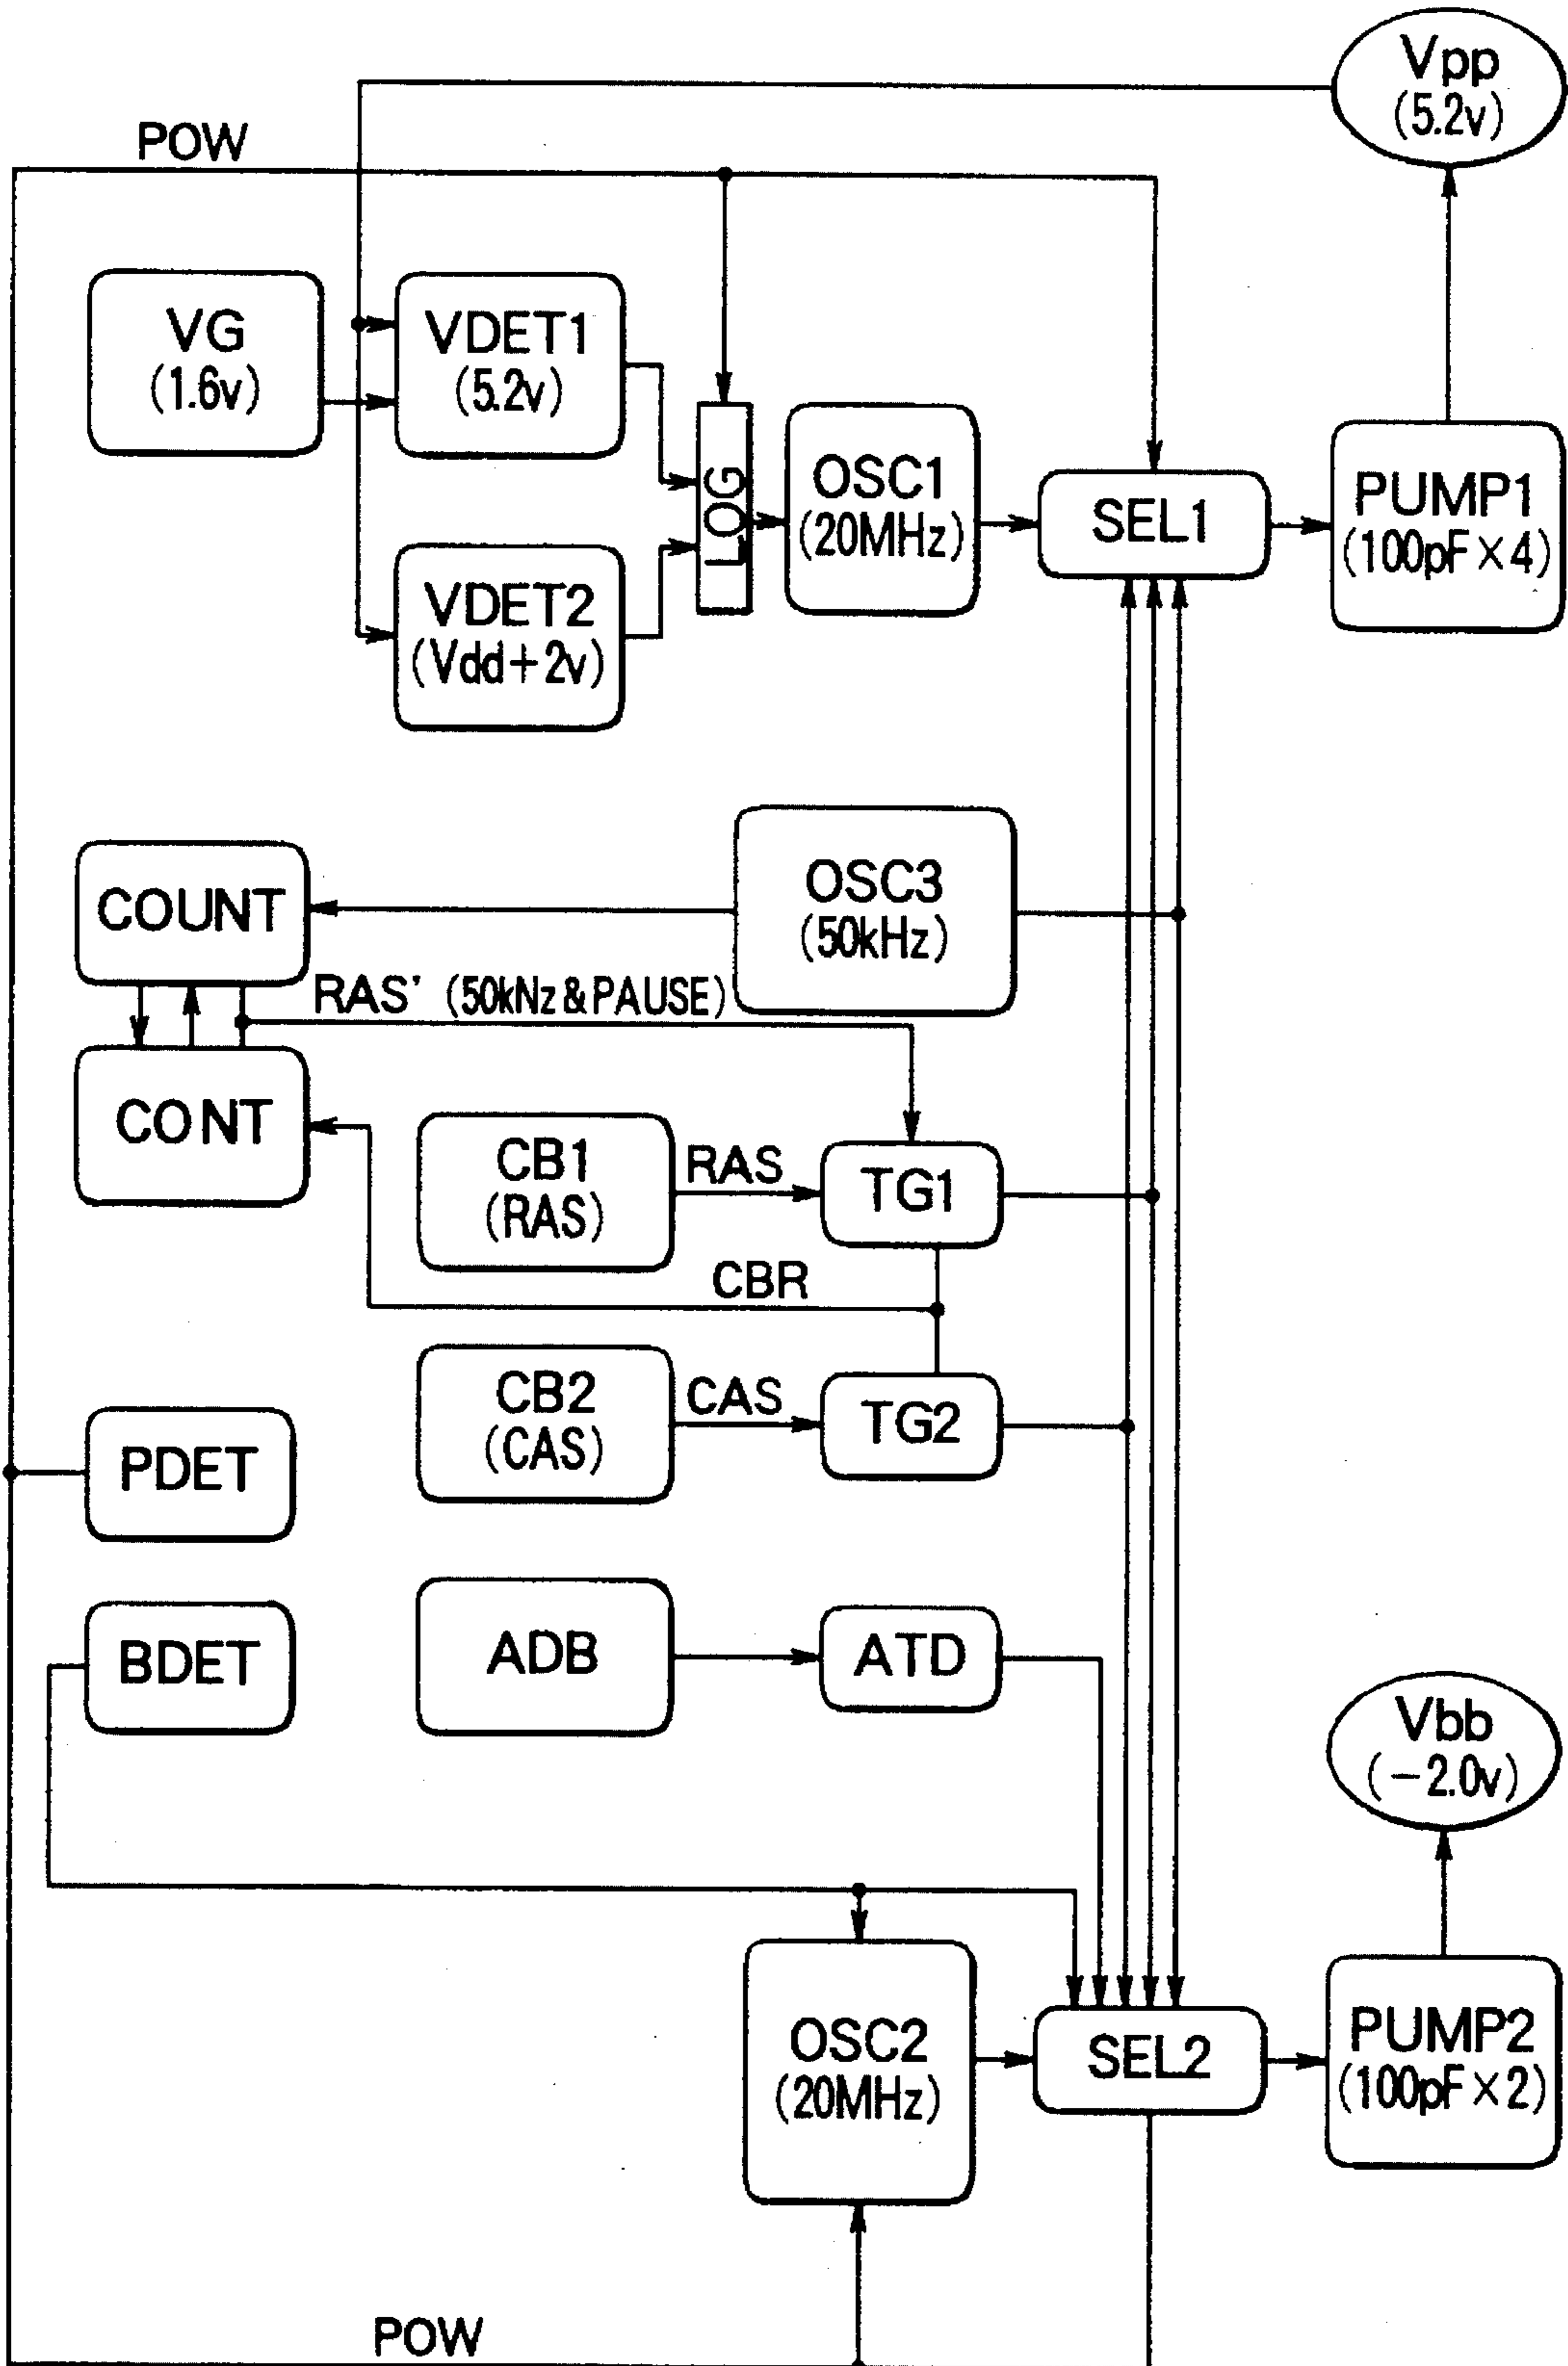 Vpp
(5.2v)
POW
VG
(1.6v)
VDET1
(5.2v)
LOG
OSC1
(20MHz)
SEL1
PUMP1
(100pF×4)
VDET2
(Vdd+2v)
COUNT
OSC3
(50kHz)
RAS' (50kNz&PAUSE)
CONT
CB1
(RAS)
RAS
TG1
CBR
CB2
(CAS)
CAS
TG2
PDET
BDET
ADB
ATD
Vbb
(−2.0v)
OSC2
(20MHz)
SEL2
PUMP2
(100pF×2)
POW